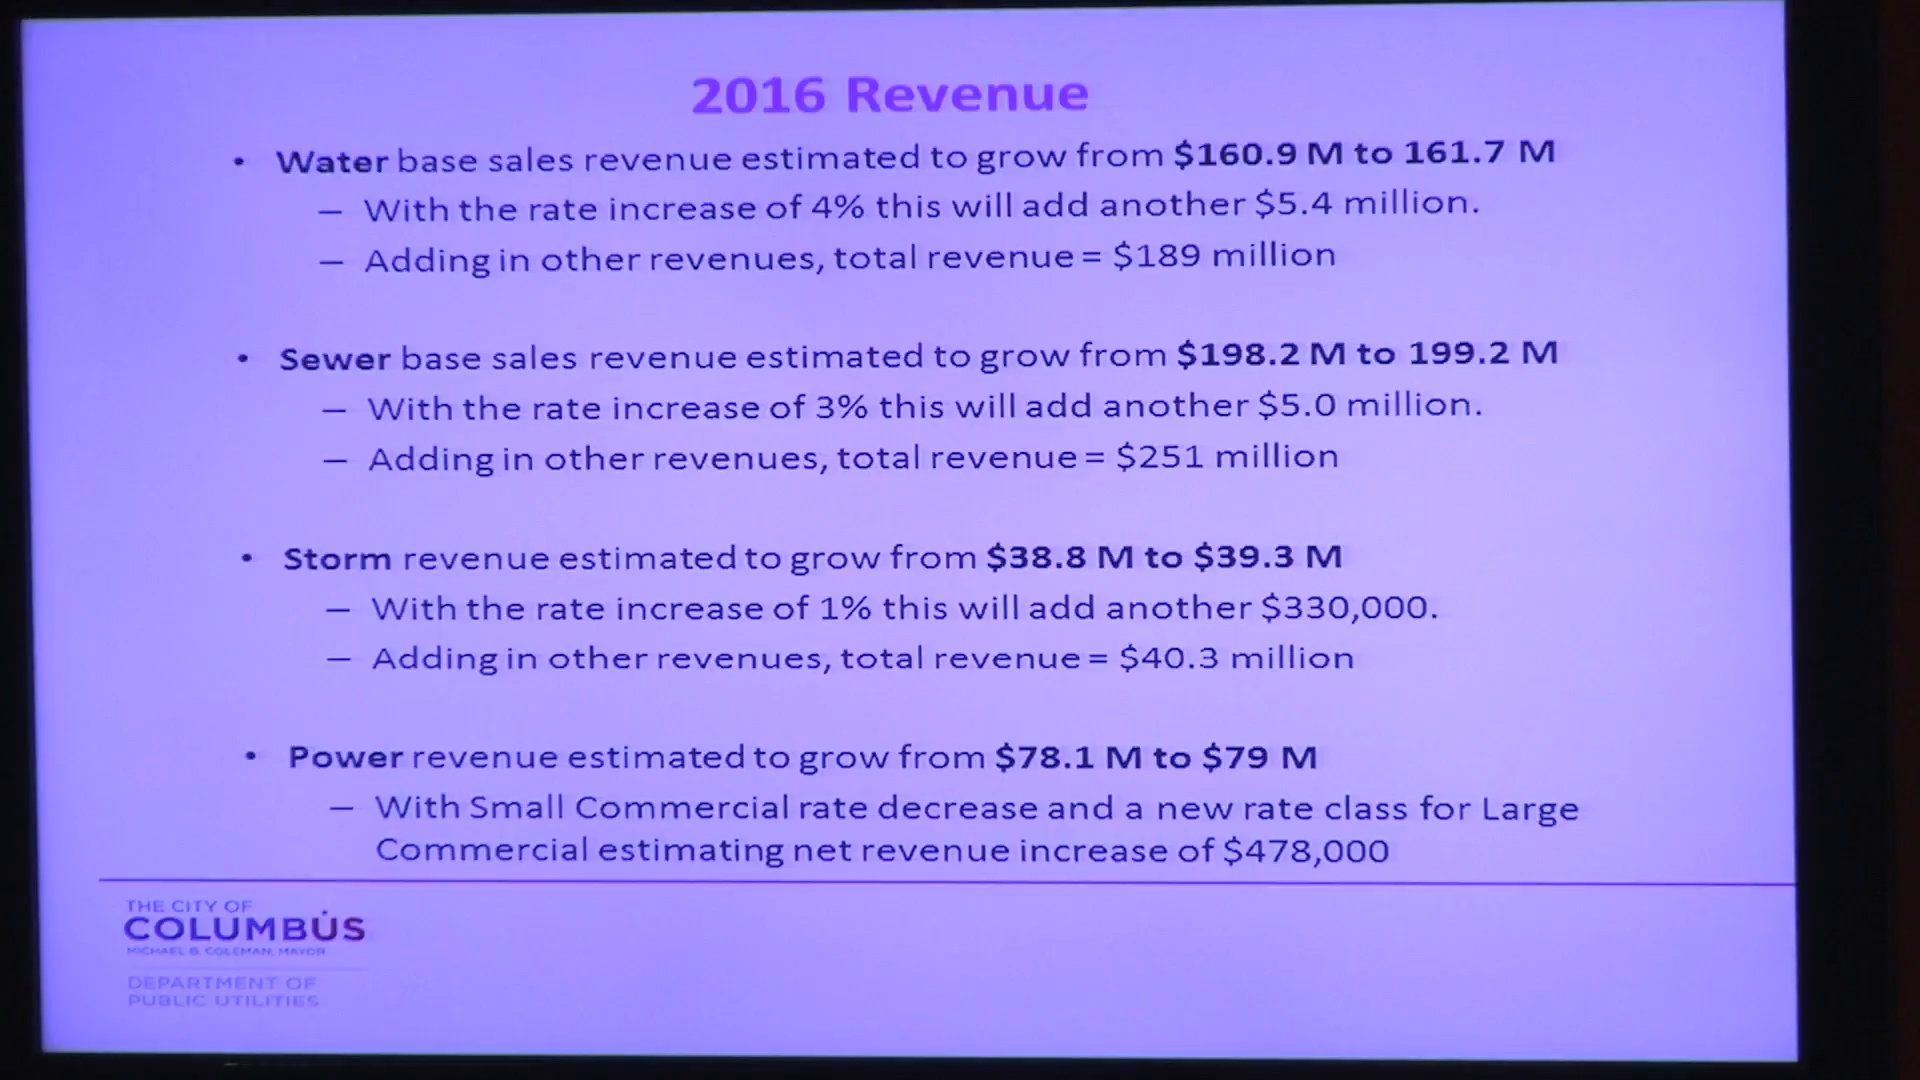 2016 Revenue
• Water base sales revenue estimated to grow from $160.9 M to 161.7 M
– With the rate increase of 4% this will add another $5.4 million.
– Adding in other revenues, total revenue = $189 million
• Sewer base sales revenue estimated to grow from $198.2 M to 199.2 M
– With the rate increase of 3% this will add another $5.0 million.
– Adding in other revenues, total revenue = $251 million
• Storm revenue estimated to grow from $38.8 M to $39.3 M
– With the rate increase of 1% this will add another $330,000.
– Adding in other revenues, total revenue = $40.3 million
• Power revenue estimated to grow from $78.1 M to $79 M
– With Small Commercial rate decrease and a new rate class for Large
Commercial estimating net revenue increase of $478,000
THE CITY OF
COLUMBUS
MICHAEL B. COLEMAN, MAYOR
DEPARTMENT OF
PUBLIC UTILITIES